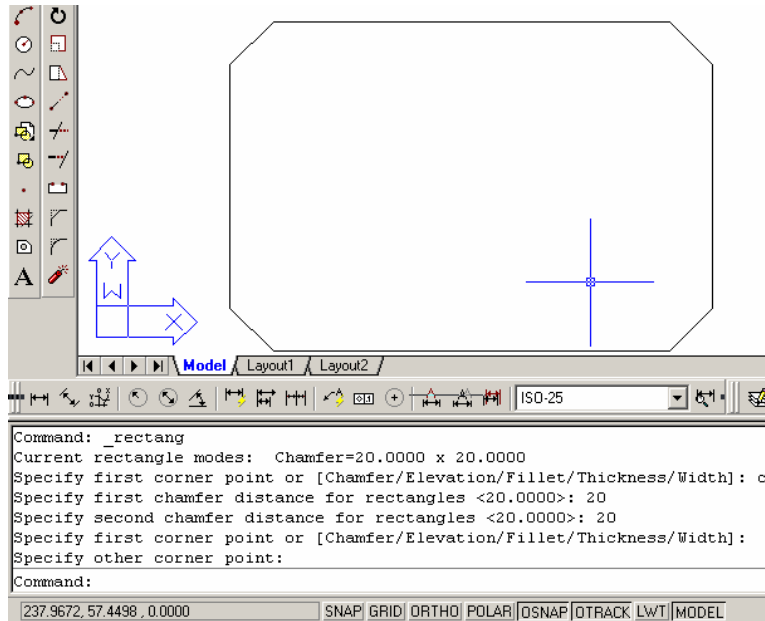 A
Y
W
X
Model Layout1 Layout2
ISO-25
Command: _rectang
Current rectangle modes:  Chamfer=20.0000 x 20.0000
Specify first corner point or [Chamfer/Elevation/Fillet/Thickness/Width]: c
Specify first chamfer distance for rectangles <20.0000>: 20
Specify second chamfer distance for rectangles <20.0000>: 20
Specify first corner point or [Chamfer/Elevation/Fillet/Thickness/Width]:
Specify other corner point:
Command:
237.9672, 57.4498 , 0.0000 SNAP GRID ORTHO POLAR OSNAP OTRACK LWT MODEL